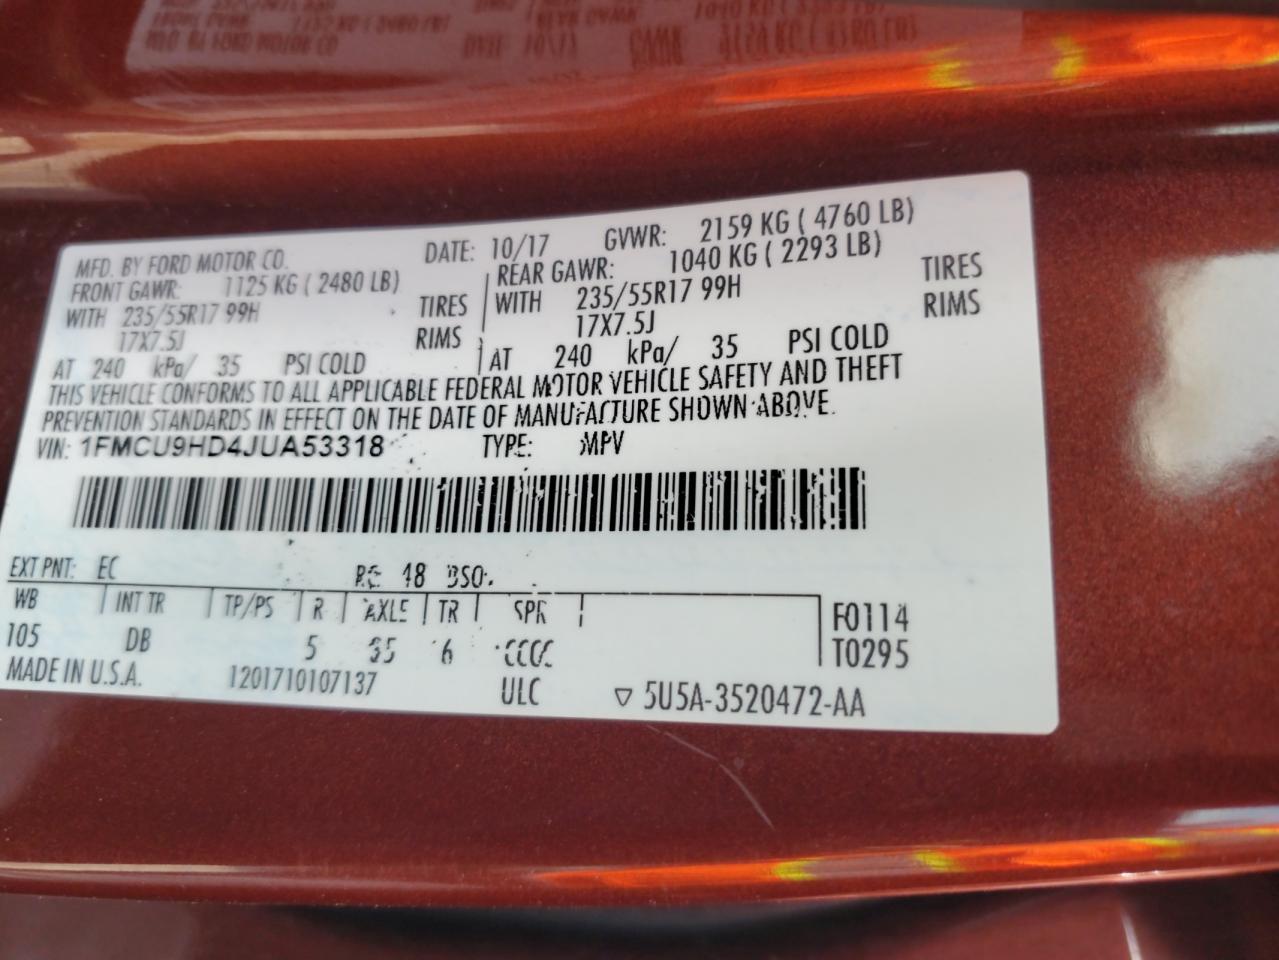 MFD. BY FORD MOTOR CO. DATE: 10/17 GVWR: 2159 KG ( 4760 LB)
FRONT GAWR: 1125 KG ( 2480 LB) REAR GAWR: 1040 KG ( 2293 LB)
WITH 235/55R17 99H TIRES WITH 235/55R17 99H TIRES
17X7.5J RIMS 17X7.5J RIMS
AT 240 kPa/ 35 PSI COLD AT 240 kPa/ 35 PSI COLD
THIS VEHICLE CONFORMS TO ALL APPLICABLE FEDERAL MOTOR VEHICLE SAFETY AND THEFT
PREVENTION STANDARDS IN EFFECT ON THE DATE OF MANUFACTURE SHOWN ABOVE.
VIN: 1FMCU9HD4JUA53318 TYPE: MPV
EXT PNT: EC RC: 48 DSO:
WB INT TR TP/PS R AXLE TR SPR F0114
105 DB 5 35 6 T0295
MADE IN U.S.A. 1201710107137 ULC ▽ 5U5A-3520472-AA